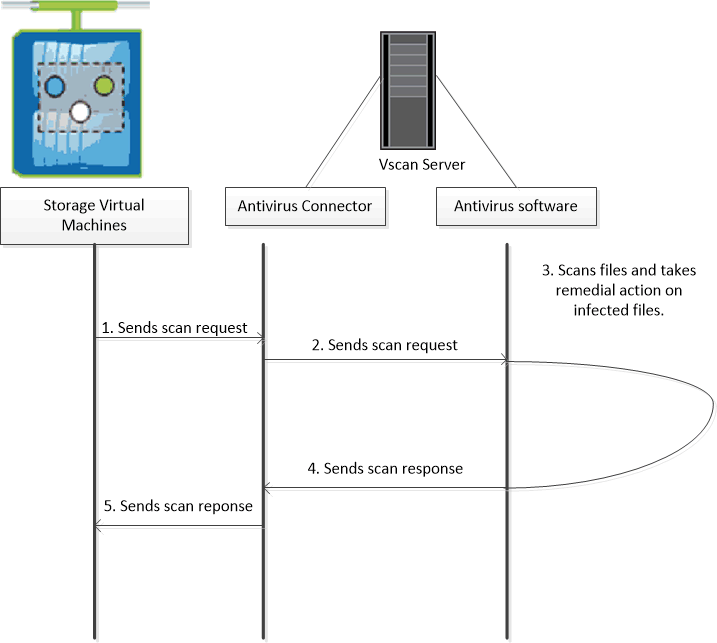 Vscan Server
Storage Virtual
Machines
Antivirus Connector
Antivirus software
3. Scans files and takes
remedial action on
infected files.
1. Sends scan request
2. Sends scan request
4. Sends scan response
5. Sends scan reponse